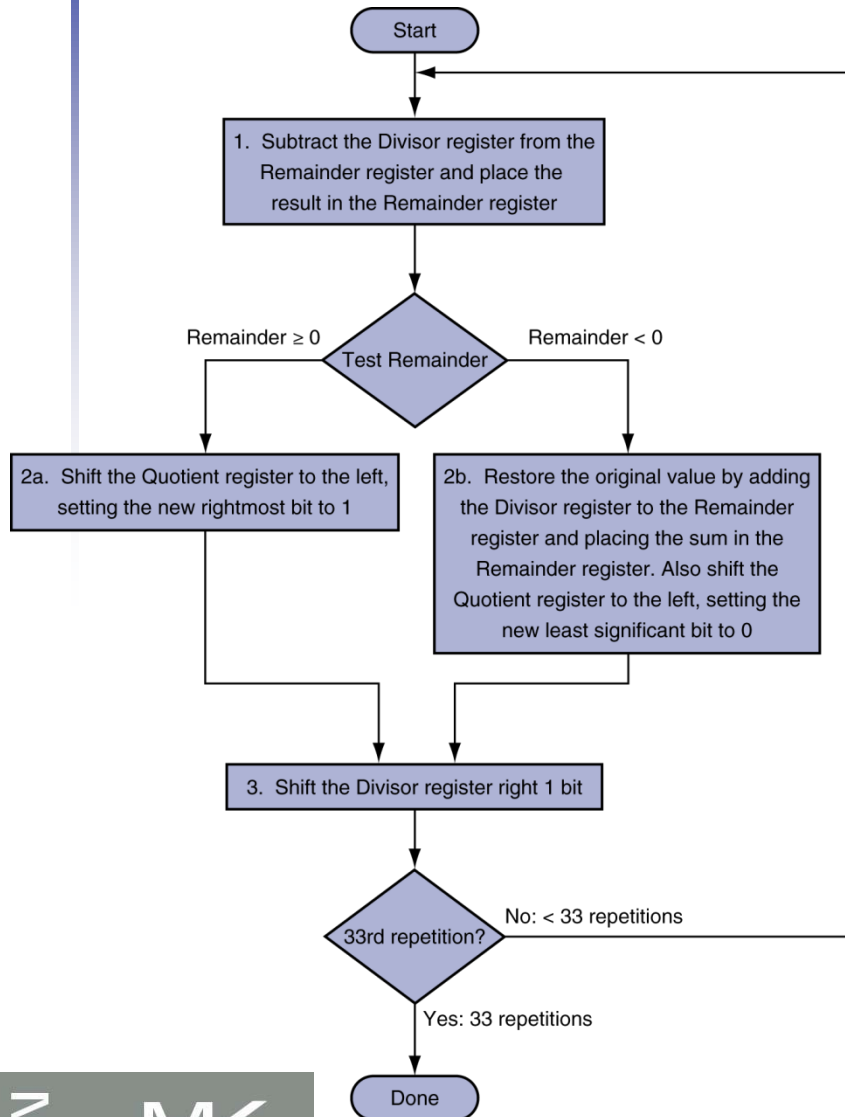 Start
1. Subtract the Divisor register from the
Remainder register and place the
result in the Remainder register
Remainder ≥ 0
Remainder < 0
Test Remainder
2a. Shift the Quotient register to the left,
setting the new rightmost bit to 1
2b. Restore the original value by adding
the Divisor register to the Remainder
register and placing the sum in the
Remainder register. Also shift the
Quotient register to the left, setting the
new least significant bit to 0
3. Shift the Divisor register right 1 bit
33rd repetition?
No: < 33 repetitions
Yes: 33 repetitions
Done